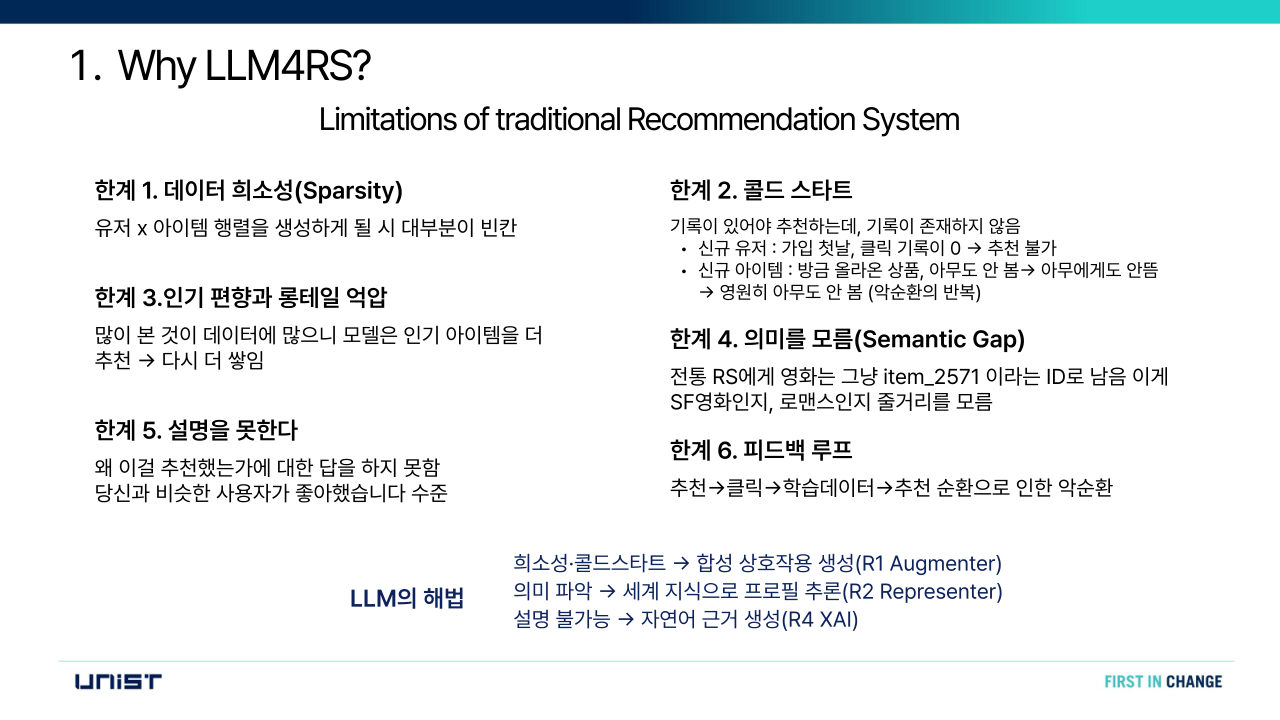 1. Why LLM4RS?
Limitations of traditional Recommendation System
한계 1. 데이터 희소성(Sparsity)
유저 x 아이템 행렬을 생성하게 될 시 대부분이 빈칸
한계 3.인기 편향과 롱테일 억압
많이 본 것이 데이터에 많으니 모델은 인기 아이템을 더
추천 → 다시 더 쌓임
한계 5. 설명을 못한다
왜 이걸 추천했는가에 대한 답을 하지 못함
당신과 비슷한 사용자가 좋아했습니다 수준
한계 2. 콜드 스타트
기록이 있어야 추천하는데, 기록이 존재하지 않음
• 신규 유저 : 가입 첫날, 클릭 기록이 0 → 추천 불가
• 신규 아이템 : 방금 올라온 상품, 아무도 안 봄→ 아무에게도 안뜸
→ 영원히 아무도 안 봄 (악순환의 반복)
한계 4. 의미를 모름(Semantic Gap)
전통 RS에게 영화는 그냥 item_2571 이라는 ID로 남음 이게
SF영화인지, 로맨스인지 줄거리를 모름
한계 6. 피드백 루프
추천→클릭→학습데이터→추천 순환으로 인한 악순환
LLM의 해법
희소성·콜드스타트 → 합성 상호작용 생성(R1 Augmenter)
의미 파악 → 세계 지식으로 프로필 추론(R2 Representer)
설명 불가능 → 자연어 근거 생성(R4 XAI)
UNIST
FIRST IN CHANGE